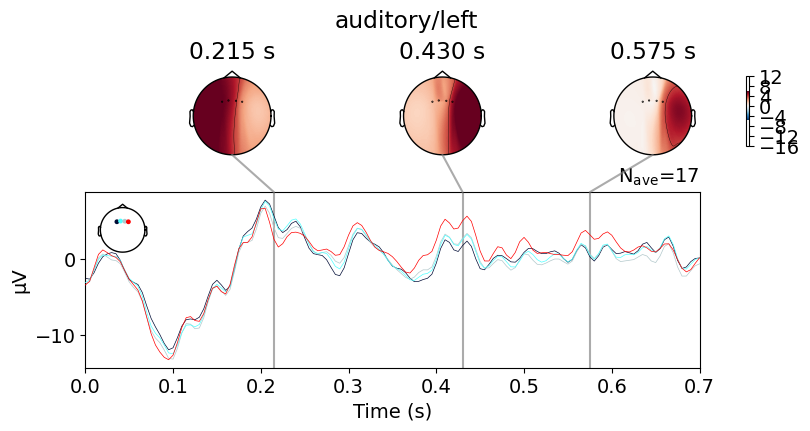 auditory/left
0.215 s 0.430 s 0.575 s
12
8
4
0
−4
−8
−12
−16
N_ave=17
0
−10
µV
0.0 0.1 0.2 0.3 0.4 0.5 0.6 0.7
Time (s)